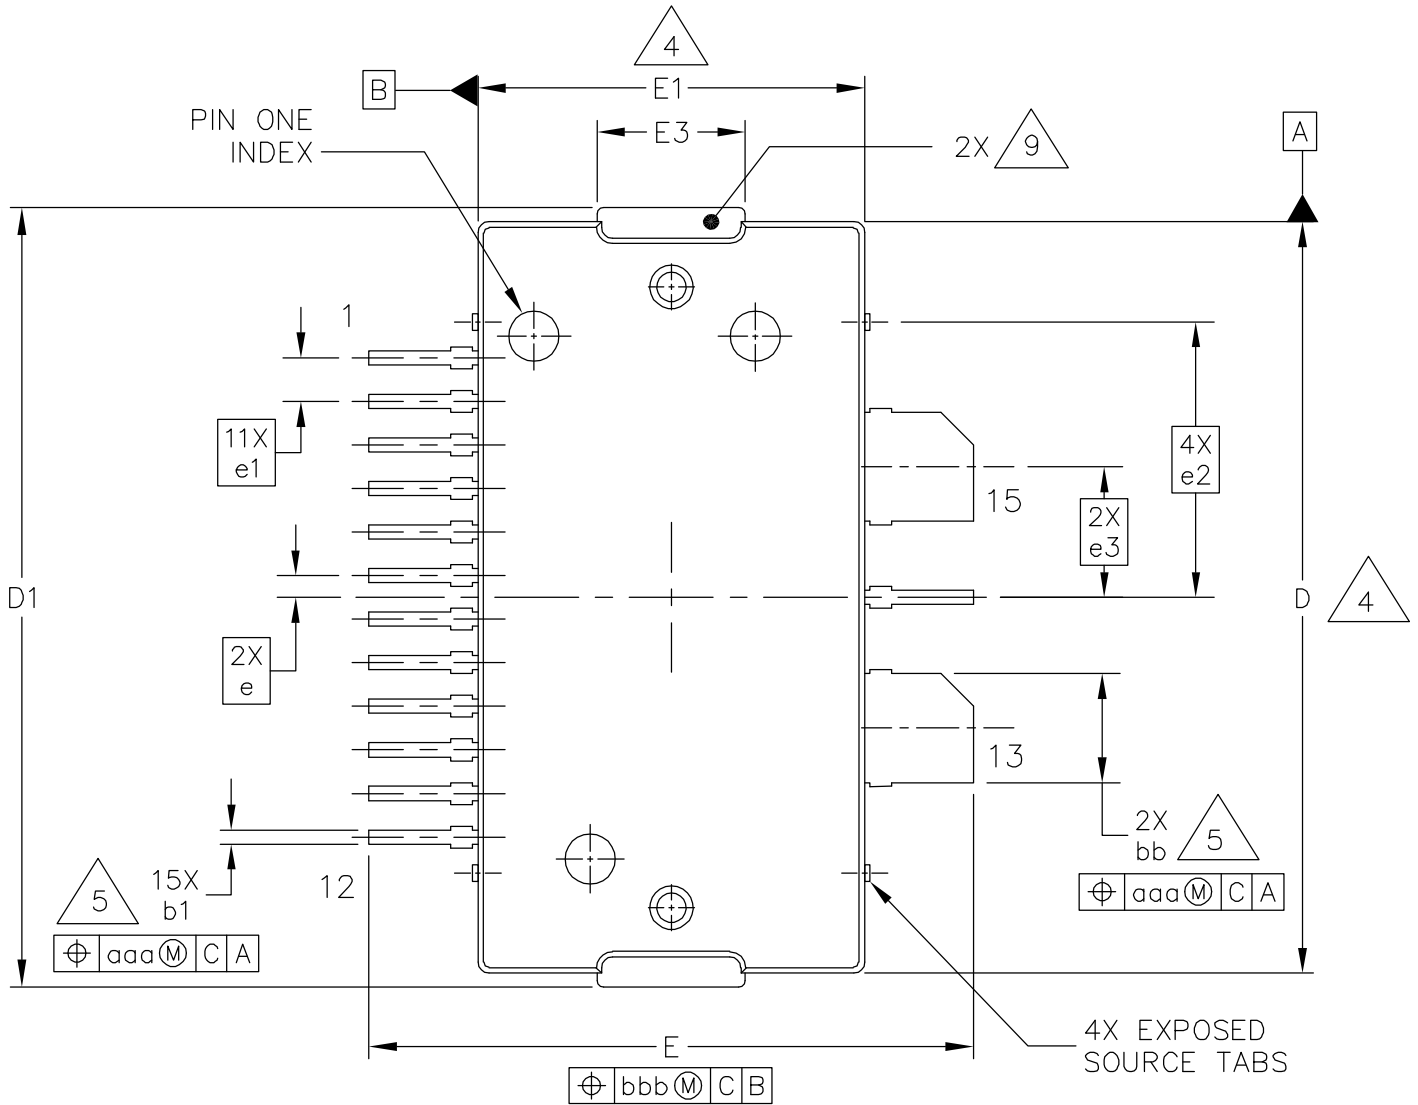 4
B
E1
PIN ONE
INDEX
E3
2X 9
A
1
11X
e1
4X
e2
15
2X
e3
D1
D 4
2X
e
13
2X
bb 5
⌖ aaa Ⓜ C A
5 15X
b1
12
⌖ aaa Ⓜ C A
4X EXPOSED
SOURCE TABS
E
⌖ bbb Ⓜ C B